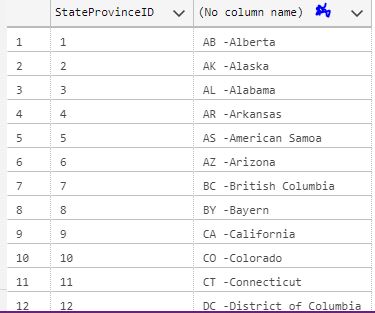 StateProvinceID (No column name)
1 1 AB -Alberta
2 2 AK -Alaska
3 3 AL -Alabama
4 4 AR -Arkansas
5 5 AS -American Samoa
6 6 AZ -Arizona
7 7 BC -British Columbia
8 8 BY -Bayern
9 9 CA -California
10 10 CO -Colorado
11 11 CT -Connecticut
12 12 DC -District of Columbia